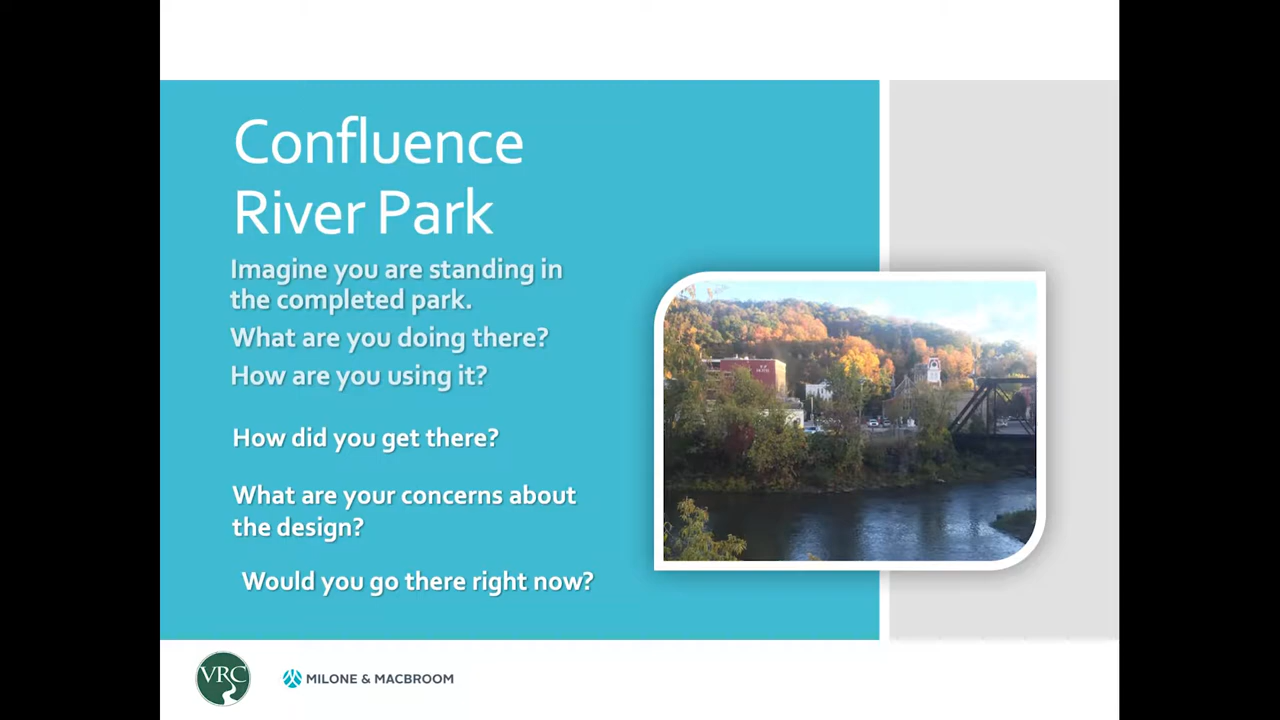 Confluence
River Park
Imagine you are standing in
the completed park.
What are you doing there?
How are you using it?
How did you get there?
What are your concerns about
the design?
Would you go there right now?
VRC
MILONE & MACBROOM